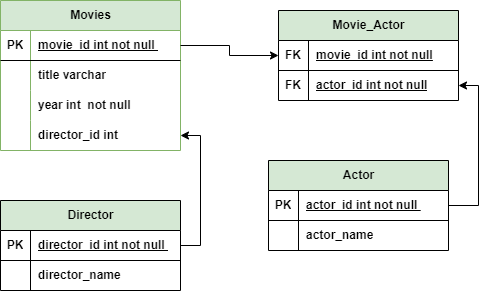 Movies
PK movie_id int not null
title varchar
year int not null
director_id int
Movie_Actor
FK movie_id int not null
FK actor_id int not null
Director
PK director_id int not null
director_name
Actor
PK actor_id int not null
actor_name